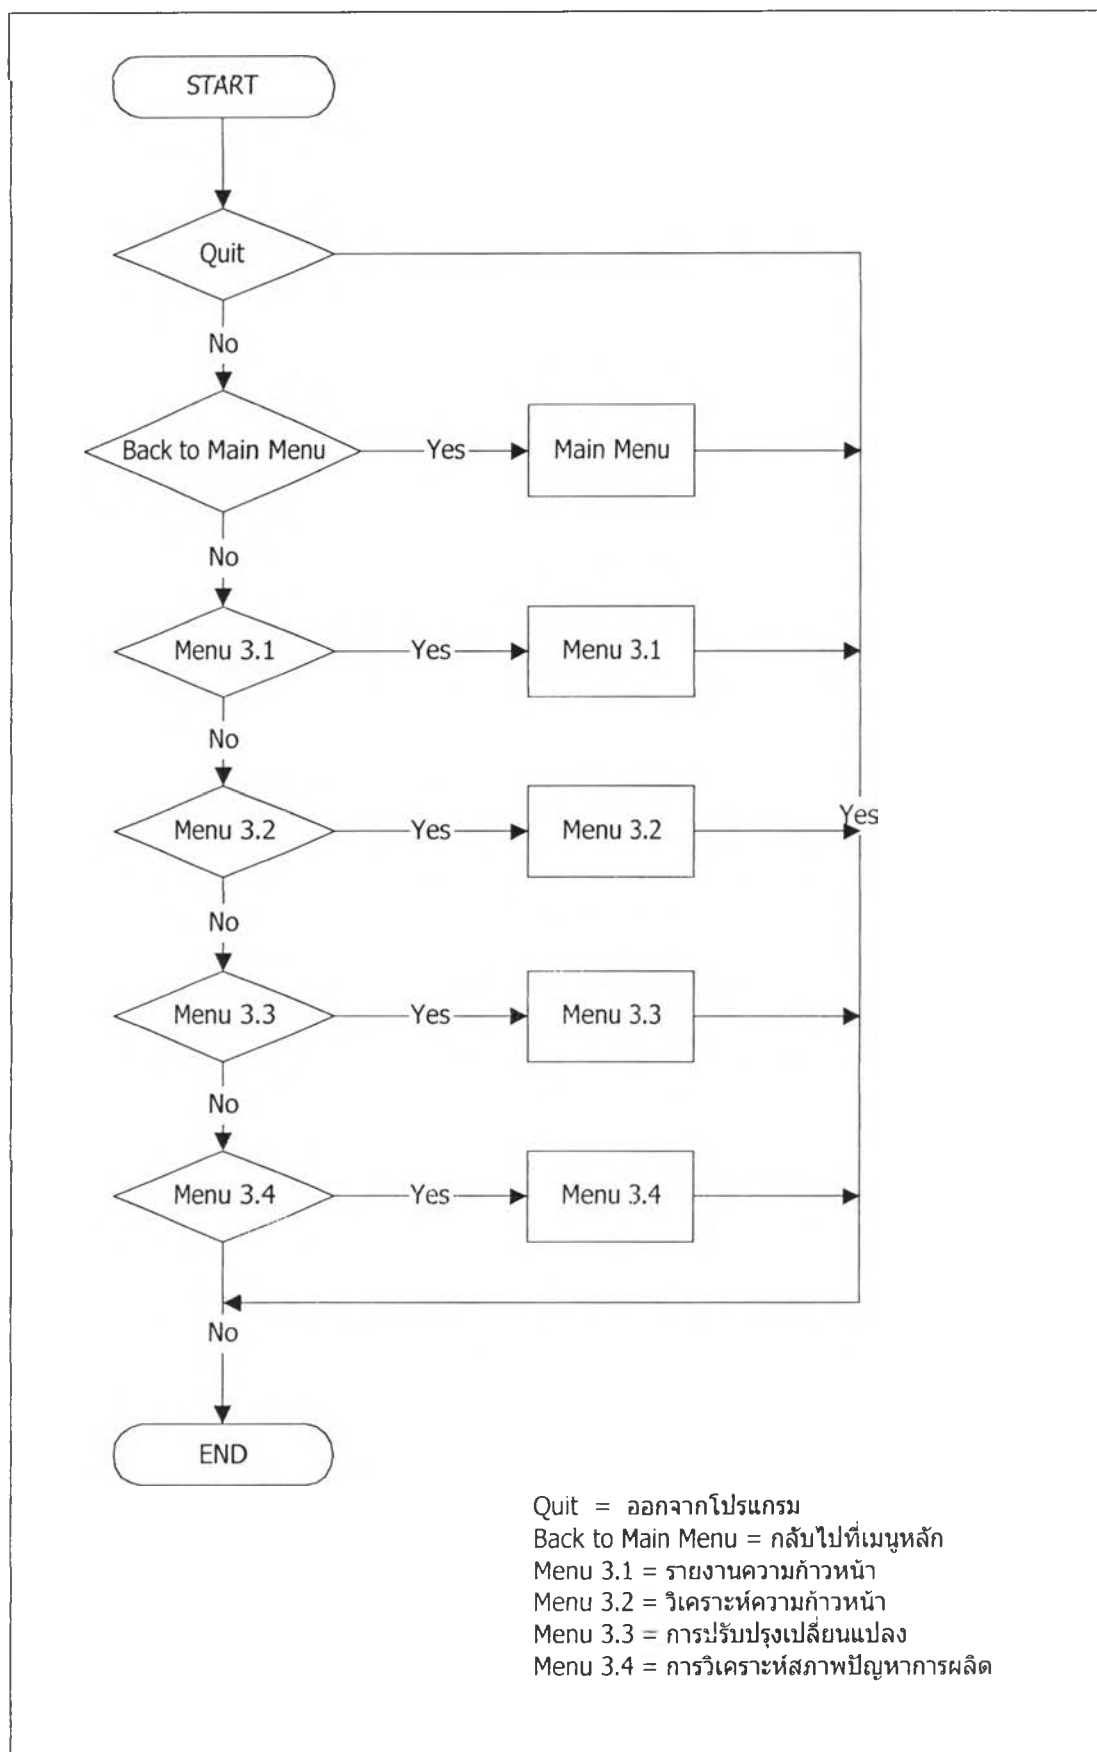 START
Quit
No
Back to Main Menu Yes Main Menu
No
Menu 3.1 Yes Menu 3.1
No
Yes
Menu 3.2 Yes Menu 3.2
No
Menu 3.3 Yes Menu 3.3
No
Menu 3.4 Yes Menu 3.4
No
END
Quit = ออกจากโปรแกรม
Back to Main Menu = กลับไปที่เมนูหลัก
Menu 3.1 = รายงานความก้าวหน้า
Menu 3.2 = วิเคราะห์ความก้าวหน้า
Menu 3.3 = การปรับปรุงเปลี่ยนแปลง
Menu 3.4 = การวิเคราะห์สภาพปัญหาการผลิต